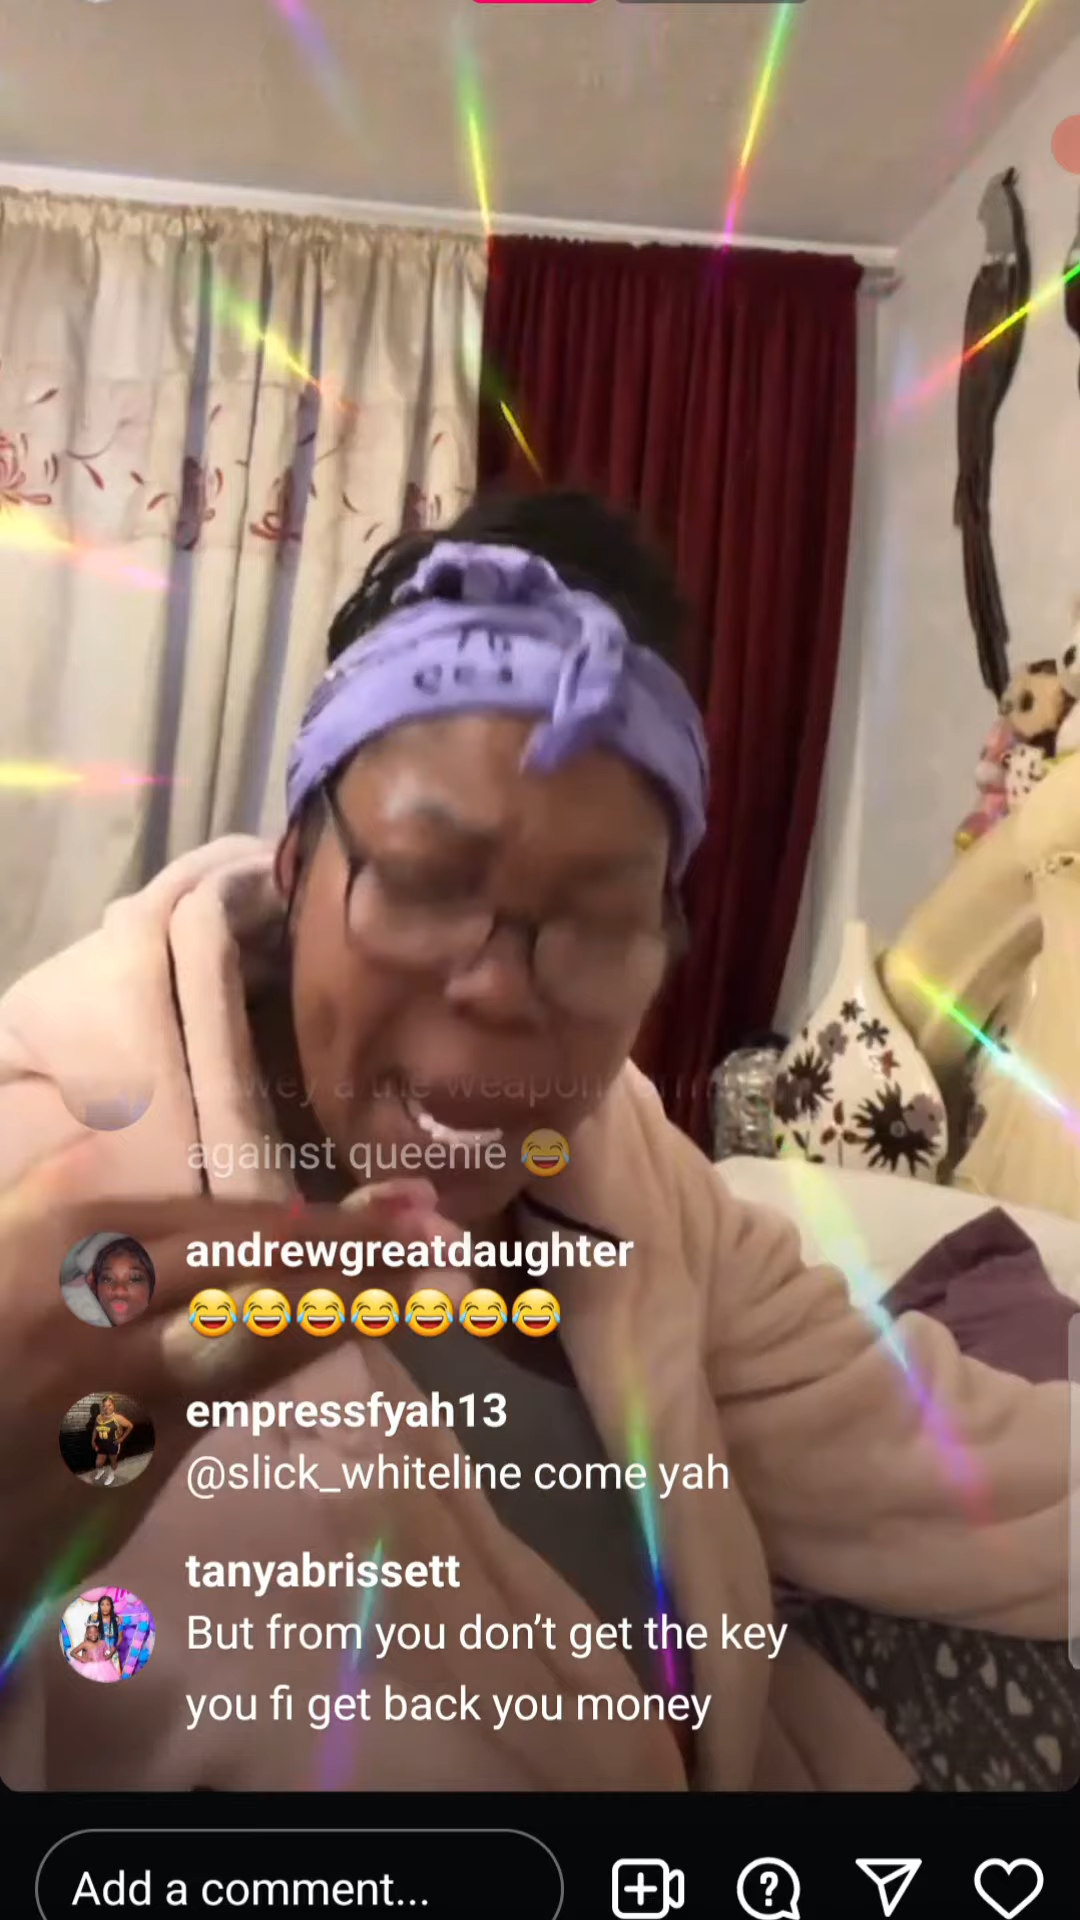 against queenie 😂
andrewgreatdaughter
😂😂😂😂😂😂😂
empressfyah13
@slick_whiteline come yah
tanyabrissett
But from you don't get the key
you fi get back you money
Add a comment...